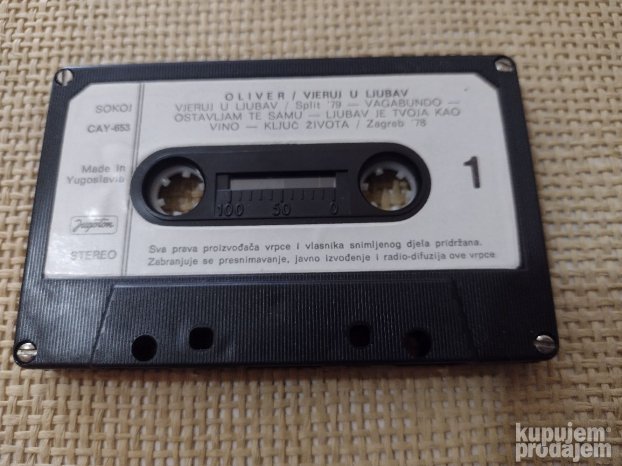 OLIVER / VJERUJ U LJUBAV
SOKOJ
VJERUJ U LJUBAV / Split '79 — VAGABUNDO —
CAY-653
OSTAVLJAM TE SAMU — LJUBAV JE TVOJA KAO
VINO — KLJUČ ŽIVOTA / Zagreb '78
Made in
Yugoslavia
1
100 50 0
Jugoton
STEREO
Sva prava proizvođača vrpce i vlasnika snimljenog djela pridržana.
Zabranjuje se presnimavanje, javno izvođenje i radio-difuzija ove vrpce.
kupujem
prodajem